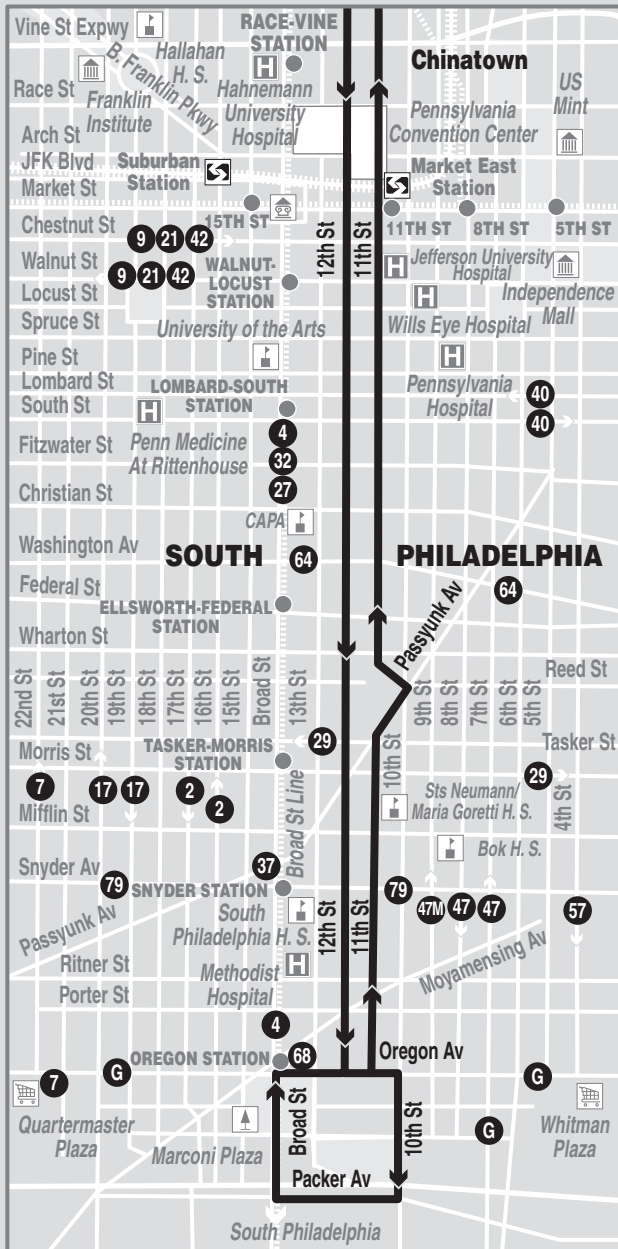 Vine St Expwy
B. Franklin Pkwy
Hallahan
H. S.
RACE-VINE
STATION
H
Chinatown
Race St
Franklin
Institute
Hahnemann
University
Hospital
Pennsylvania
Convention Center
US
Mint
Arch St
JFK Blvd
Market St
Suburban
Station
Market East
Station
15TH ST
11TH ST
8TH ST
5TH ST
Chestnut St
9 21 42
12th St
11th St
Walnut St
9 21 42
WALNUT-
LOCUST
STATION
H
Jefferson University
Hospital
Locust St
H
Independence
Mall
Spruce St
University of the Arts
Wills Eye Hospital
Pine St
H
Lombard St
LOMBARD-SOUTH
STATION
Pennsylvania
Hospital
40
South St
H
40
4
Fitzwater St
Penn Medicine
At Rittenhouse
32
Christian St
27
CAPA
Washington Av
SOUTH
64
PHILADELPHIA
Federal St
64
ELLSWORTH-FEDERAL
STATION
Passyunk Av
Wharton St
22nd St
21st St
20th St
19th St
18th St
17th St
16th St
15th St
Broad St
13th St
9th St
8th St
7th St
6th St
5th St
Reed St
Morris St
TASKER-MORRIS
STATION
29
10th St
Tasker St
7
17
17
2
2
Broad St Line
Sts Neumann/
Maria Goretti H. S.
29
4th St
Mifflin St
Bok H. S.
Snyder Av
37
79
SNYDER STATION
79
47M
47
47
57
Passyunk Av
South
Philadelphia H. S.
12th St
11th St
Moyamensing Av
Ritner St
Methodist
Hospital
H
Porter St
4
OREGON STATION
68
Oregon Av
G
7
G
Quartermaster
Plaza
Marconi Plaza
Broad St
10th St
G
Whitman
Plaza
Packer Av
South Philadelphia